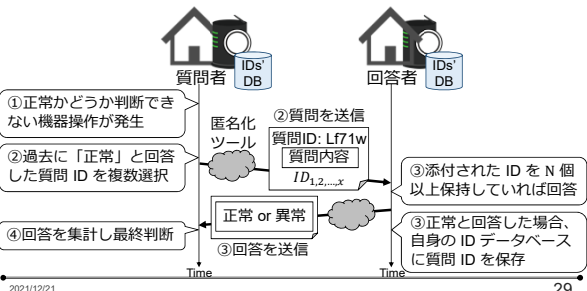 IDs'
DB
IDs'
DB
質問者
回答者
①正常かどうか判断でき
ない機器操作が発生
匿名化
ツール
②質問を送信
質問ID: Lf71w
質問内容
ID1,2,…,x
②過去に「正常」と回答
した質問 ID を複数選択
③添付された ID を N 個
以上保持していれば回答
正常 or 異常
④回答を集計し最終判断
③回答を送信
③正常と回答した場合、
自身の ID データベース
に質問 ID を保存
Time
Time
2021/12/21
29